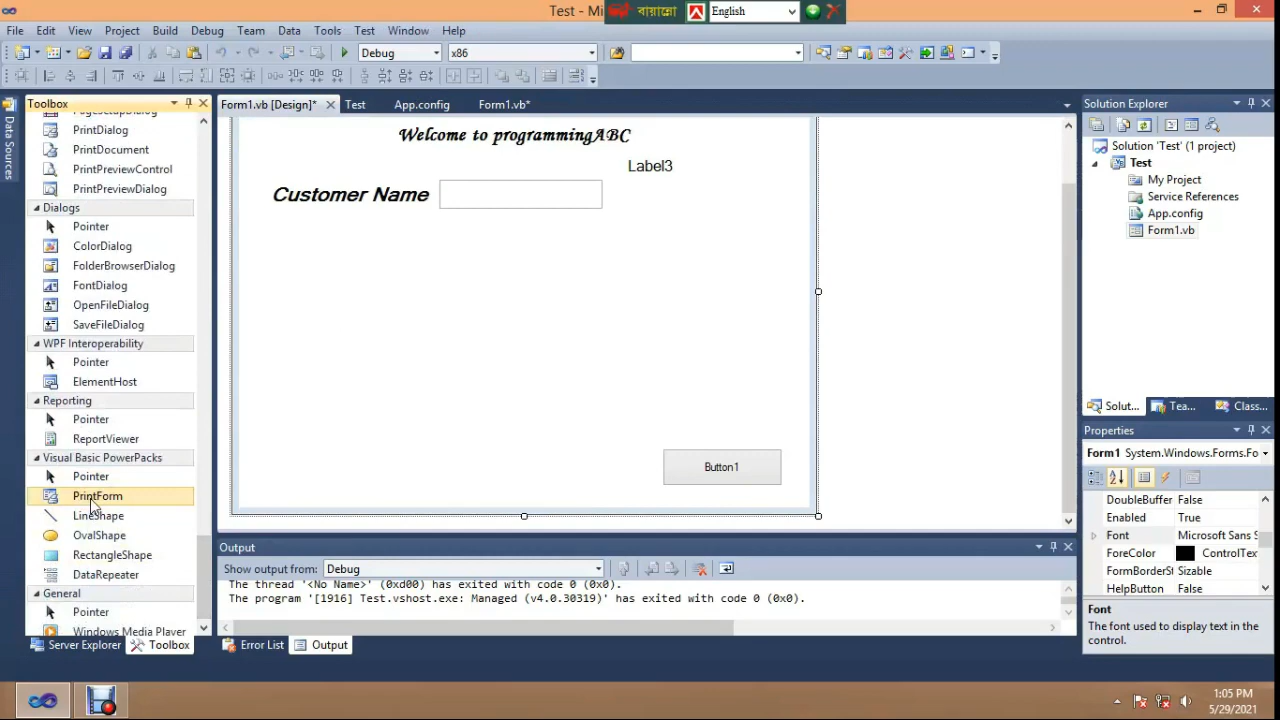 Test - Mi
বায়ান্নো
English
File Edit View Project Build Debug Team Data Tools Test Window Help
Debug
x86
Data Sources
Toolbox
PrintDialog
PrintDocument
PrintPreviewControl
PrintPreviewDialog
Dialogs
Pointer
ColorDialog
FolderBrowserDialog
FontDialog
OpenFileDialog
SaveFileDialog
WPF Interoperability
Pointer
ElementHost
Reporting
Pointer
ReportViewer
Visual Basic PowerPacks
Pointer
PrintForm
LineShape
OvalShape
RectangleShape
DataRepeater
General
Pointer
Windows Media Player
Server Explorer Toolbox
Form1.vb [Design]* Test App.config Form1.vb*
Welcome to programmingABC
Label3
Customer Name
Button1
Output
Show output from: Debug
The thread '<No Name>' (0xd00) has exited with code 0 (0x0).
The program '[1916] Test.vshost.exe: Managed (v4.0.30319)' has exited with code 0 (0x0).
Error List Output
Solution Explorer
Solution 'Test' (1 project)
Test
My Project
Service References
App.config
Form1.vb
Solut... Tea... Class...
Properties
Form1 System.Windows.Forms.Fo
DoubleBuffer False
Enabled True
Font Microsoft Sans S
ForeColor ControlText
FormBorderSt Sizable
HelpButton False
Font
The font used to display text in the
control.
1:05 PM
5/29/2021